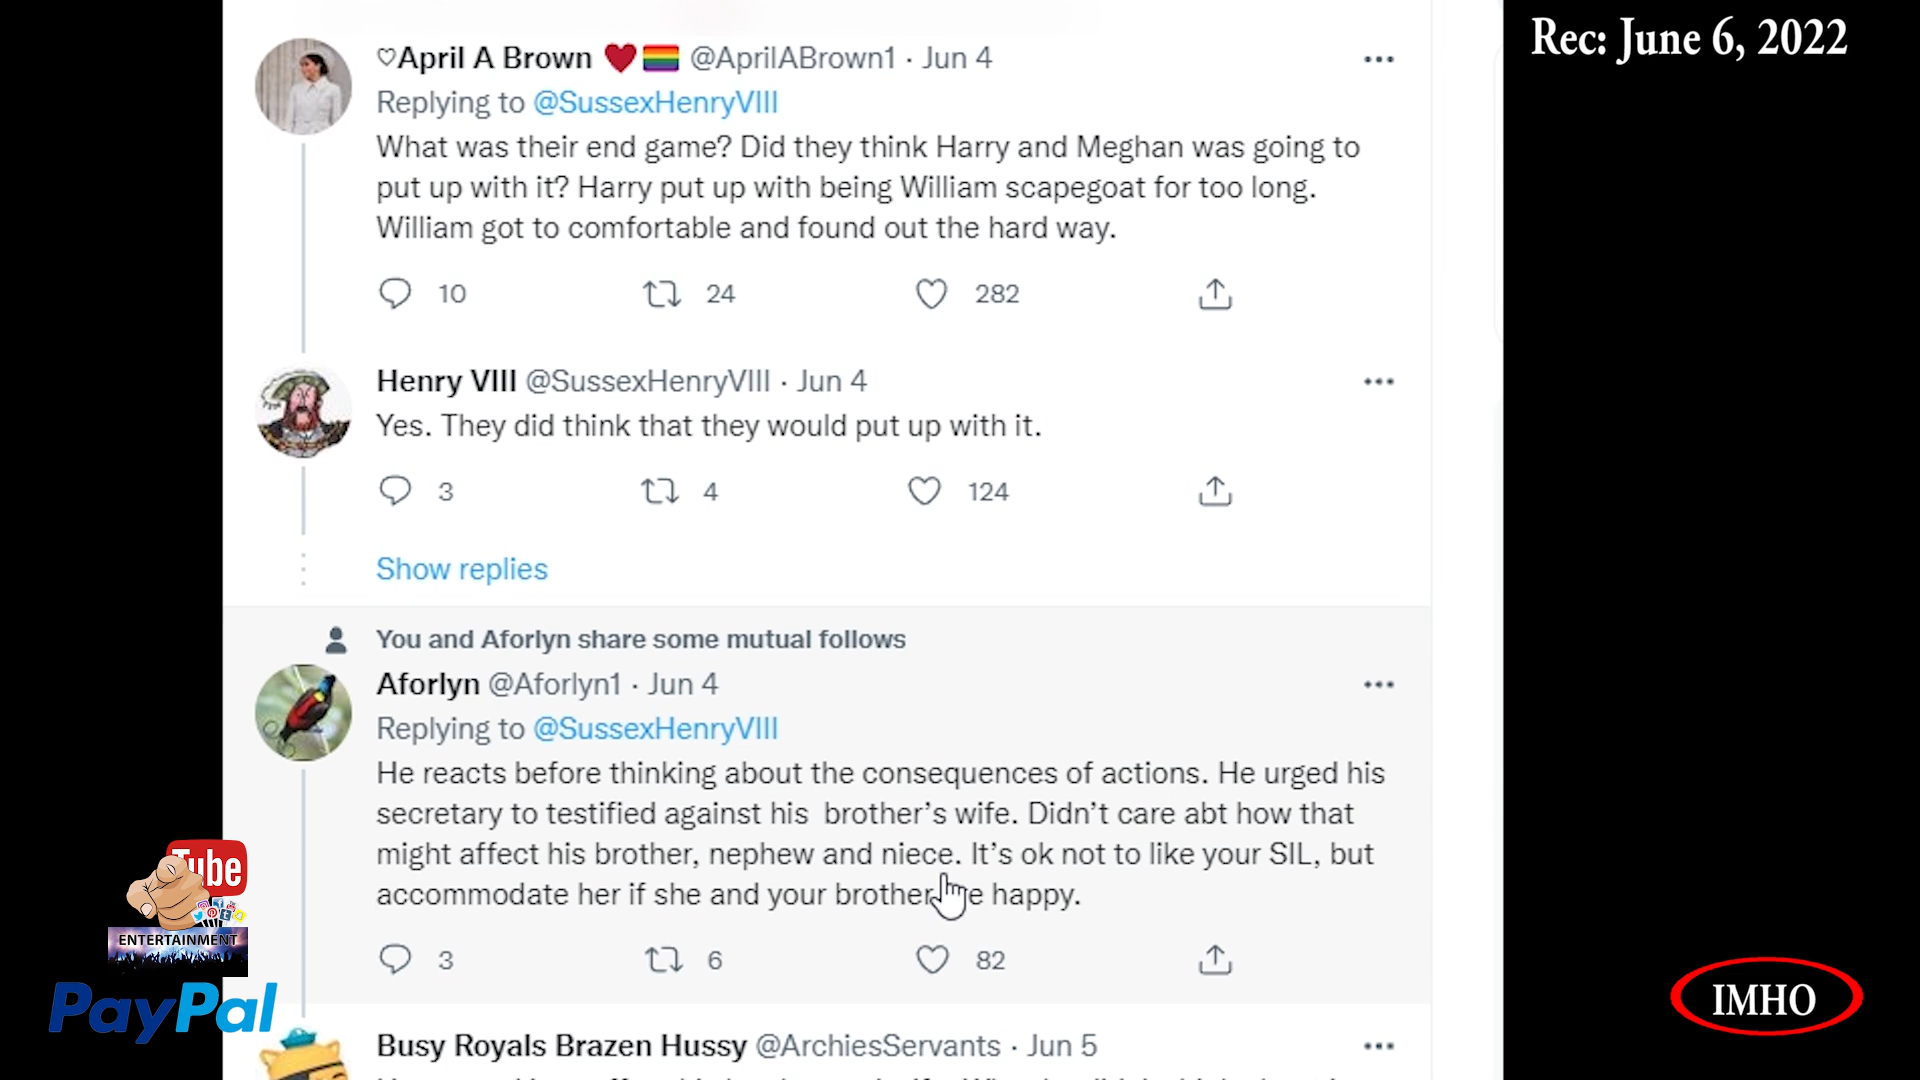 Rec: June 6, 2022
♡April A Brown ❤️🏳️‍🌈 @AprilABrown1 · Jun 4
Replying to @SussexHenryVIII
What was their end game? Did they think Harry and Meghan was going to
put up with it? Harry put up with being William scapegoat for too long.
William got to comfortable and found out the hard way.
10 24 282
Henry VIII @SussexHenryVIII · Jun 4
Yes. They did think that they would put up with it.
3 4 124
Show replies
You and Aforlyn share some mutual follows
Aforlyn @Aforlyn1 · Jun 4
Replying to @SussexHenryVIII
He reacts before thinking about the consequences of actions. He urged his
secretary to testified against his brother's wife. Didn't care abt how that
might affect his brother, nephew and niece. It's ok not to like your SIL, but
accommodate her if she and your brother happy.
3 6 82
Busy Royals Brazen Hussy @ArchiesServants · Jun 5
Tube
ENTERTAINMENT
PayPal
IMHO